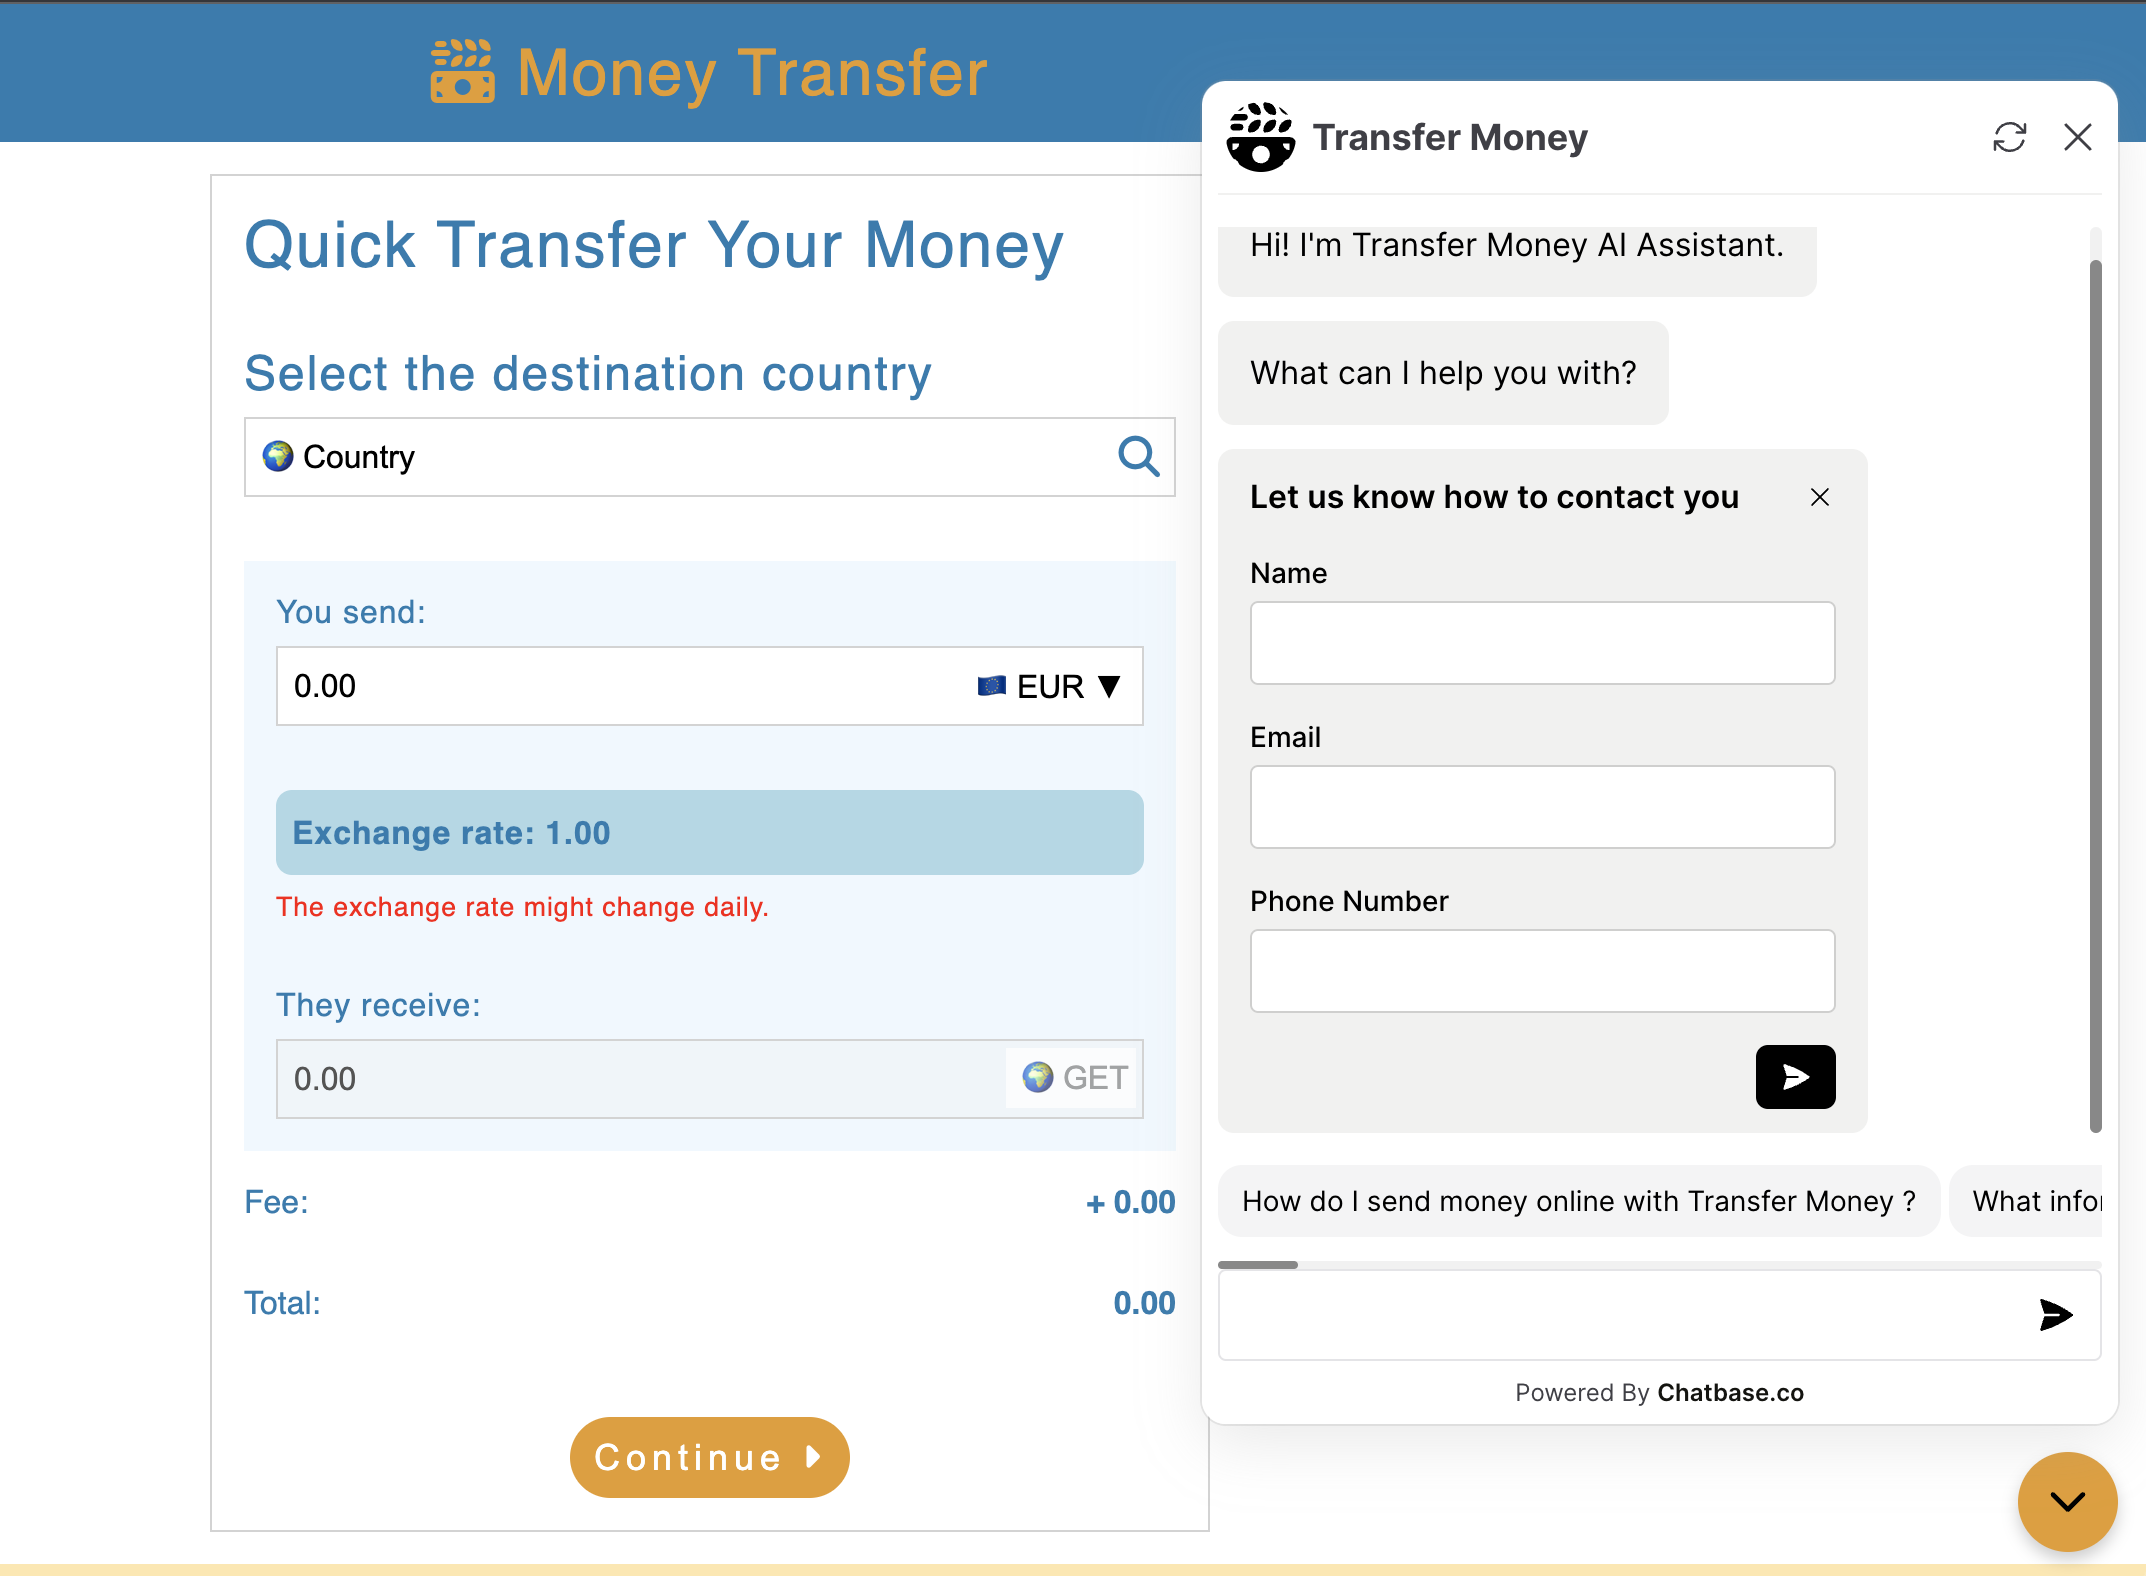 Money Transfer
Quick Transfer Your Money
Select the destination country
Country
You send:
0.00
EUR ▼
Exchange rate: 1.00
The exchange rate might change daily.
They receive:
0.00
GET
Fee:
+ 0.00
Total:
0.00
Continue
Transfer Money
Hi! I'm Transfer Money AI Assistant.
What can I help you with?
Let us know how to contact you
Name
Email
Phone Number
How do I send money online with Transfer Money ?
What
Powered By Chatbase.co